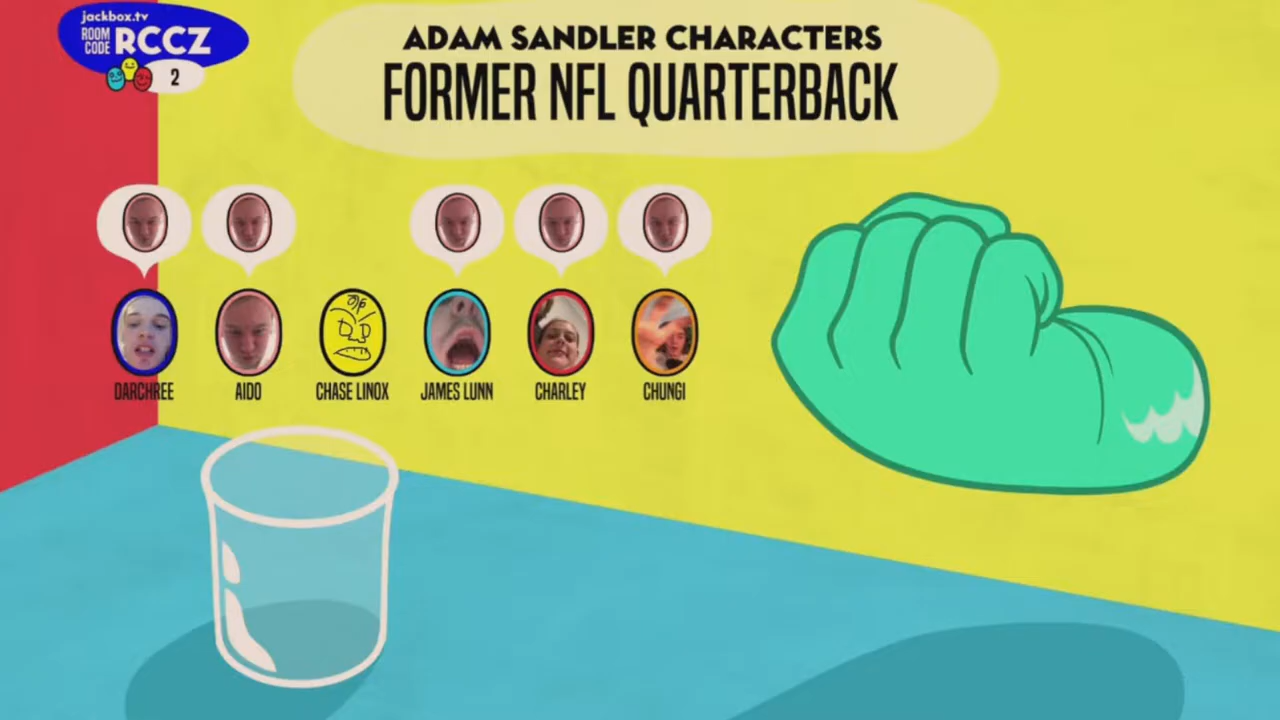 jackbox.tv
ROOM CODE RCCZ
2
ADAM SANDLER CHARACTERS
FORMER NFL QUARTERBACK
DARCHREE AIDO CHASE LINOX JAMES LUNN CHARLEY CHUNGI